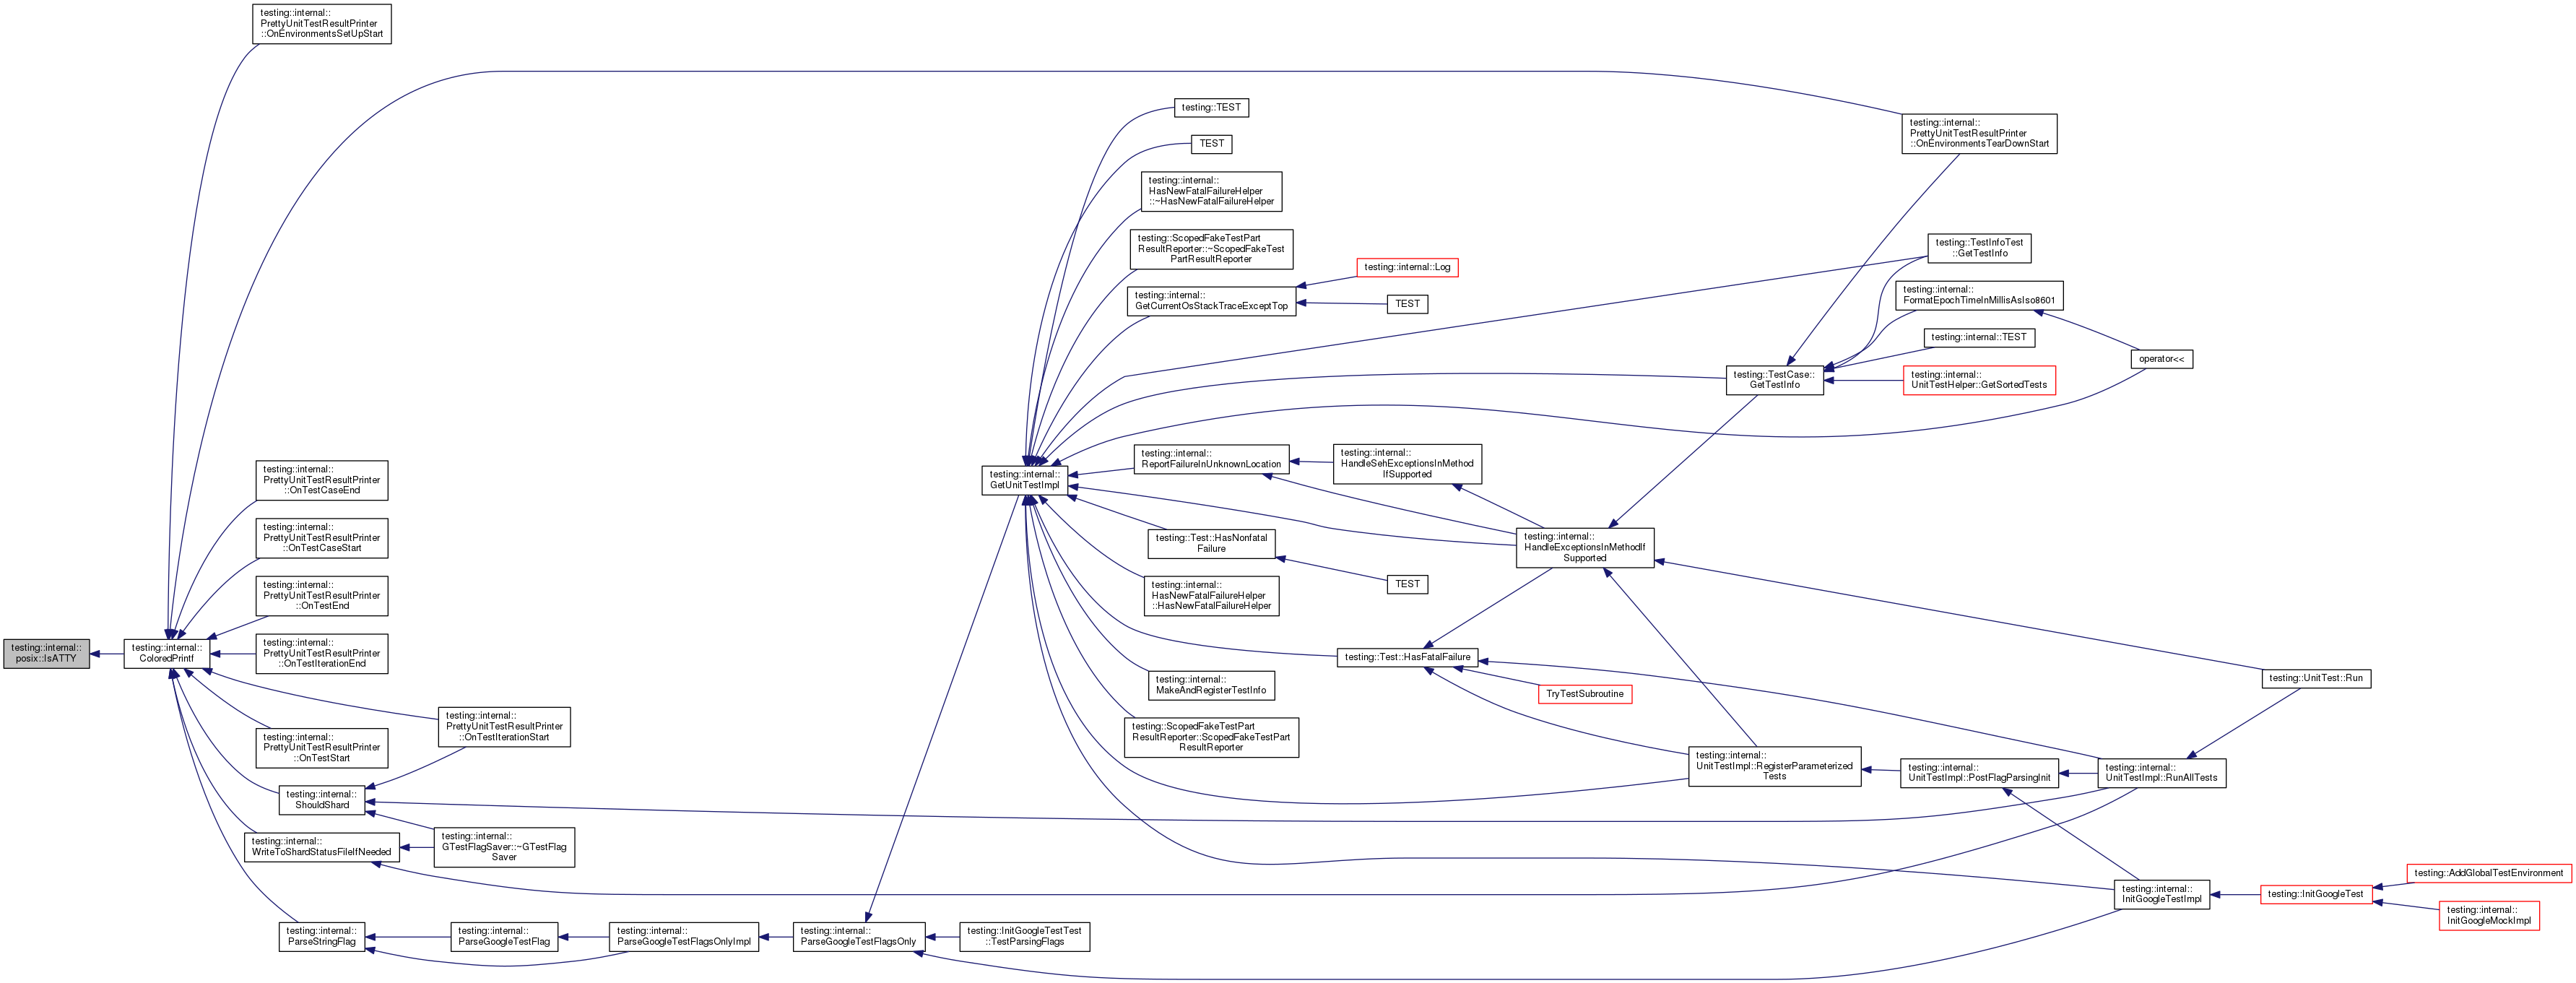 testing::internal::
PrettyUnitTestResultPrinter
::OnEnvironmentsSetUpStart
testing::internal::
PrettyUnitTestResultPrinter
::OnEnvironmentsTearDownStart
testing::TEST
TEST
testing::internal::
HasNewFatalFailureHelper
::~HasNewFatalFailureHelper
testing::ScopedFakeTestPart
ResultReporter::~ScopedFakeTest
PartResultReporter
testing::internal::Log
testing::internal::
GetCurrentOsStackTraceExceptTop
TEST
testing::TestInfoTest
::GetTestInfo
testing::internal::
FormatEpochTimeInMillisAsIso8601
testing::internal::TEST
operator<<
testing::TestCase::
GetTestInfo
testing::internal::
UnitTestHelper::GetSortedTests
testing::internal::
PrettyUnitTestResultPrinter
::OnTestCaseEnd
testing::internal::
GetUnitTestImpl
testing::internal::
ReportFailureInUnknownLocation
testing::internal::
HandleSehExceptionsInMethod
IfSupported
testing::internal::
PrettyUnitTestResultPrinter
::OnTestCaseStart
testing::Test::HasNonfatal
Failure
testing::internal::
HandleExceptionsInMethodIf
Supported
testing::internal::
PrettyUnitTestResultPrinter
::OnTestEnd
testing::internal::
HasNewFatalFailureHelper
::HasNewFatalFailureHelper
TEST
testing::internal::
posix::IsATTY
testing::internal::
ColoredPrintf
testing::internal::
PrettyUnitTestResultPrinter
::OnTestIterationEnd
testing::Test::HasFatalFailure
testing::UnitTest::Run
testing::internal::
MakeAndRegisterTestInfo
TryTestSubroutine
testing::internal::
PrettyUnitTestResultPrinter
::OnTestIterationStart
testing::ScopedFakeTestPart
ResultReporter::ScopedFakeTestPart
ResultReporter
testing::internal::
PrettyUnitTestResultPrinter
::OnTestStart
testing::internal::
UnitTestImpl::RegisterParameterized
Tests
testing::internal::
UnitTestImpl::PostFlagParsingInit
testing::internal::
UnitTestImpl::RunAllTests
testing::internal::
ShouldShard
testing::internal::
WriteToShardStatusFileIfNeeded
testing::internal::
GTestFlagSaver::~GTestFlag
Saver
testing::internal::
InitGoogleTestImpl
testing::InitGoogleTest
testing::AddGlobalTestEnvironment
testing::internal::
InitGoogleMockImpl
testing::internal::
ParseStringFlag
testing::internal::
ParseGoogleTestFlag
testing::internal::
ParseGoogleTestFlagsOnlyImpl
testing::internal::
ParseGoogleTestFlagsOnly
testing::InitGoogleTestTest
::TestParsingFlags